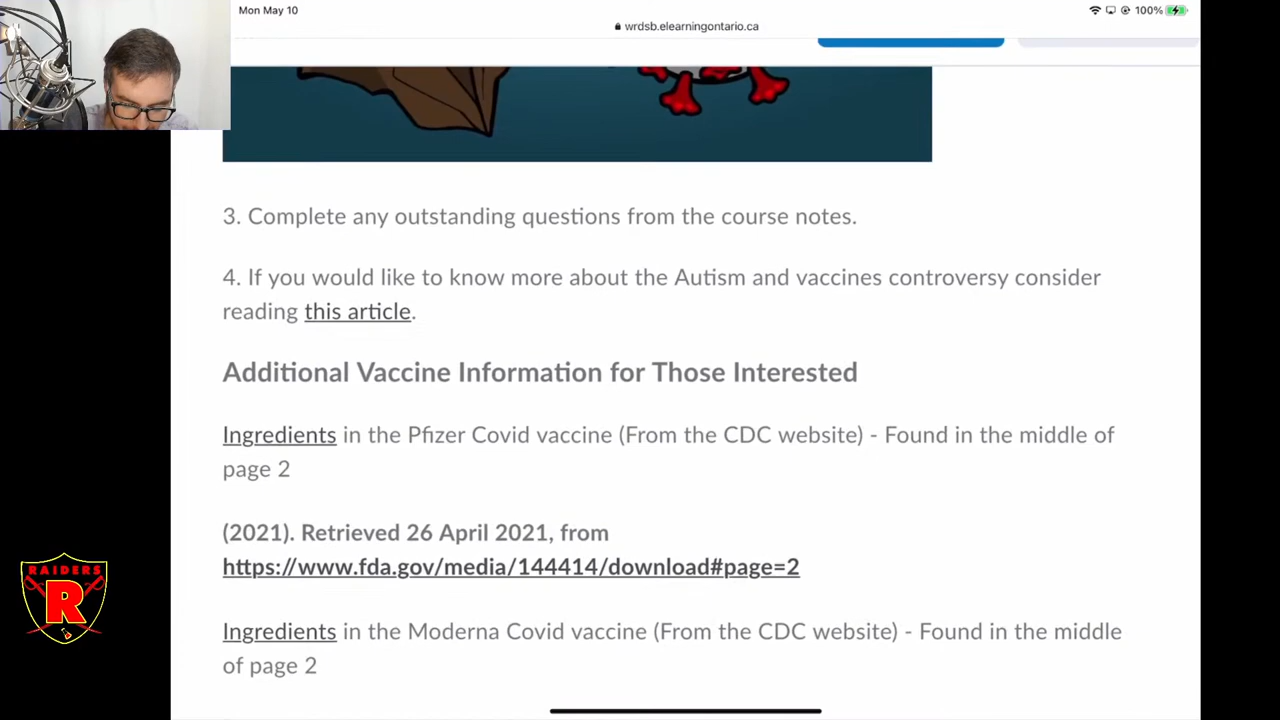 Mon May 10
100%
wrdsb.elearningontario.ca
3. Complete any outstanding questions from the course notes.
4. If you would like to know more about the Autism and vaccines controversy consider
reading this article.
Additional Vaccine Information for Those Interested
Ingredients in the Pfizer Covid vaccine (From the CDC website) - Found in the middle of
page 2
(2021). Retrieved 26 April 2021, from
https://www.fda.gov/media/144414/download#page=2
RAIDERS
R
Ingredients in the Moderna Covid vaccine (From the CDC website) - Found in the middle
of page 2